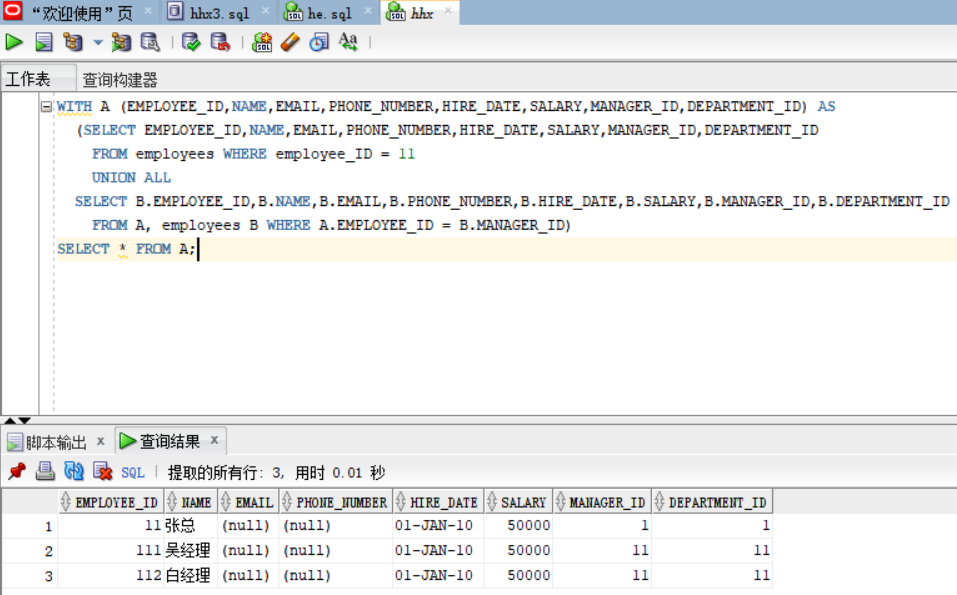 “欢迎使用”页 hhx3.sql he.sql hhx
工作表 查询构建器
WITH A (EMPLOYEE_ID,NAME,EMAIL,PHONE_NUMBER,HIRE_DATE,SALARY,MANAGER_ID,DEPARTMENT_ID) AS
(SELECT EMPLOYEE_ID,NAME,EMAIL,PHONE_NUMBER,HIRE_DATE,SALARY,MANAGER_ID,DEPARTMENT_ID
FROM employees WHERE employee_ID = 11
UNION ALL
SELECT B.EMPLOYEE_ID,B.NAME,B.EMAIL,B.PHONE_NUMBER,B.HIRE_DATE,B.SALARY,B.MANAGER_ID,B.DEPARTMENT_ID
FROM A, employees B WHERE A.EMPLOYEE_ID = B.MANAGER_ID)
SELECT * FROM A;
脚本输出 x 查询结果 x
SQL | 提取的所有行: 3, 用时 0.01 秒
EMPLOYEE_ID NAME EMAIL PHONE_NUMBER HIRE_DATE SALARY MANAGER_ID DEPARTMENT_ID
1 11 张总 (null) (null) 01-JAN-10 50000 1 1
2 111 吴经理 (null) (null) 01-JAN-10 50000 11 11
3 112 白经理 (null) (null) 01-JAN-10 50000 11 11